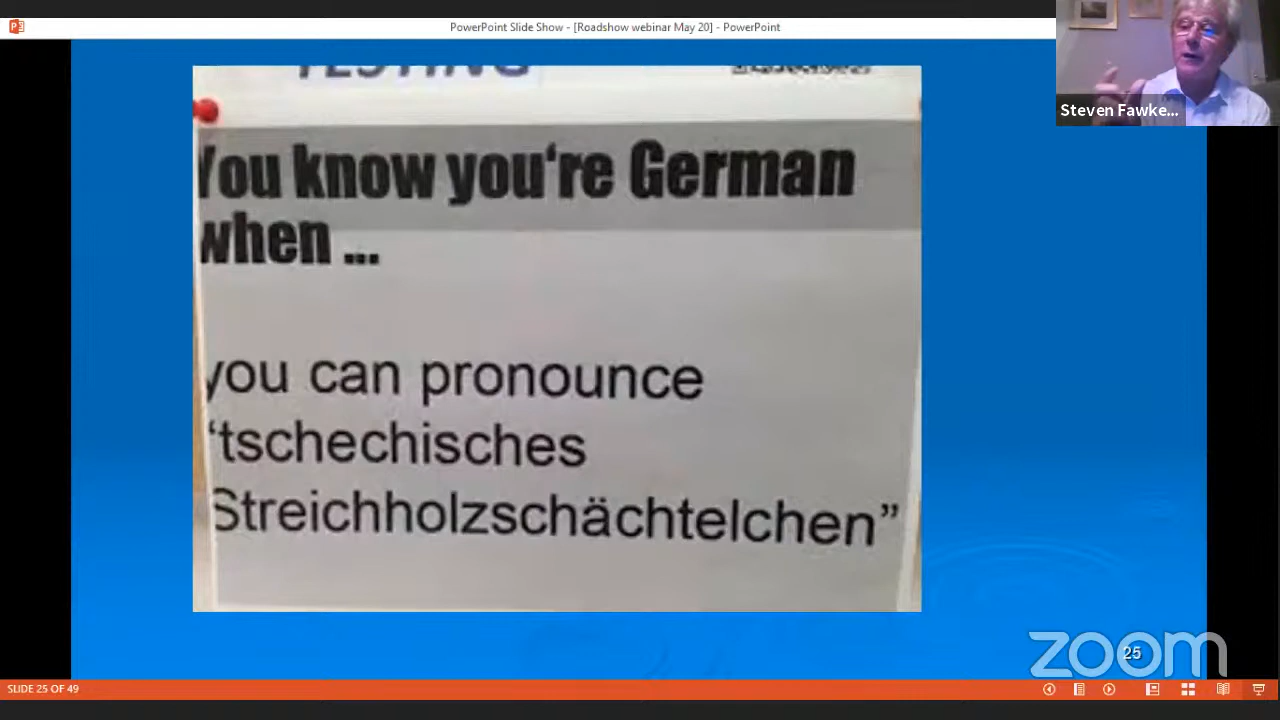 PowerPoint Slide Show - [Roadshow webinar May 20] - PowerPoint
Steven Fawke...
TESTING
You know you're German
when ...
you can pronounce
“tschechisches
Streichholzschächtelchen”
zoom
25
SLIDE 25 OF 49